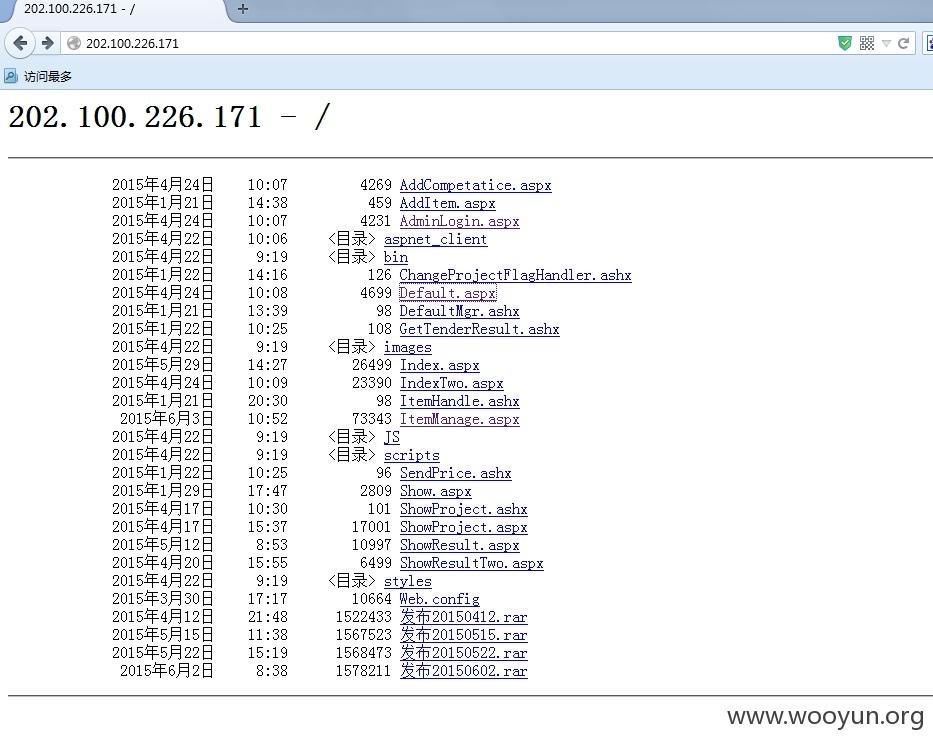 202.100.226.171 - /
202.100.226.171
访问最多
202.100.226.171 - /
2015年4月24日 10:07 4269 AddCompetatice.aspx
2015年1月21日 14:38 459 AddItem.aspx
2015年4月24日 10:07 4231 AdminLogin.aspx
2015年4月22日 10:06 <目录> aspnet_client
2015年4月22日 9:19 <目录> bin
2015年1月22日 14:16 126 ChangeProjectFlagHandler.ashx
2015年4月24日 10:08 4699 Default.aspx
2015年1月21日 13:39 98 DefaultMgr.ashx
2015年1月22日 10:25 108 GetTenderResult.ashx
2015年4月22日 9:19 <目录> images
2015年5月29日 14:27 26499 Index.aspx
2015年4月24日 10:09 23390 IndexTwo.aspx
2015年1月21日 20:30 98 ItemHandle.ashx
2015年6月3日 10:52 73343 ItemManage.aspx
2015年4月22日 9:19 <目录> JS
2015年4月22日 9:19 <目录> scripts
2015年1月22日 10:25 96 SendPrice.ashx
2015年1月29日 17:47 2809 Show.aspx
2015年4月17日 10:30 101 ShowProject.ashx
2015年4月17日 15:37 17001 ShowProject.aspx
2015年5月12日 8:53 10997 ShowResult.aspx
2015年4月20日 15:55 6499 ShowResultTwo.aspx
2015年4月22日 9:19 <目录> styles
2015年3月30日 17:17 10664 Web.config
2015年4月12日 21:48 1522433 发布20150412.rar
2015年5月15日 11:38 1567523 发布20150515.rar
2015年5月22日 15:19 1568473 发布20150522.rar
2015年6月2日 8:38 1578211 发布20150602.rar
www.wooyun.org